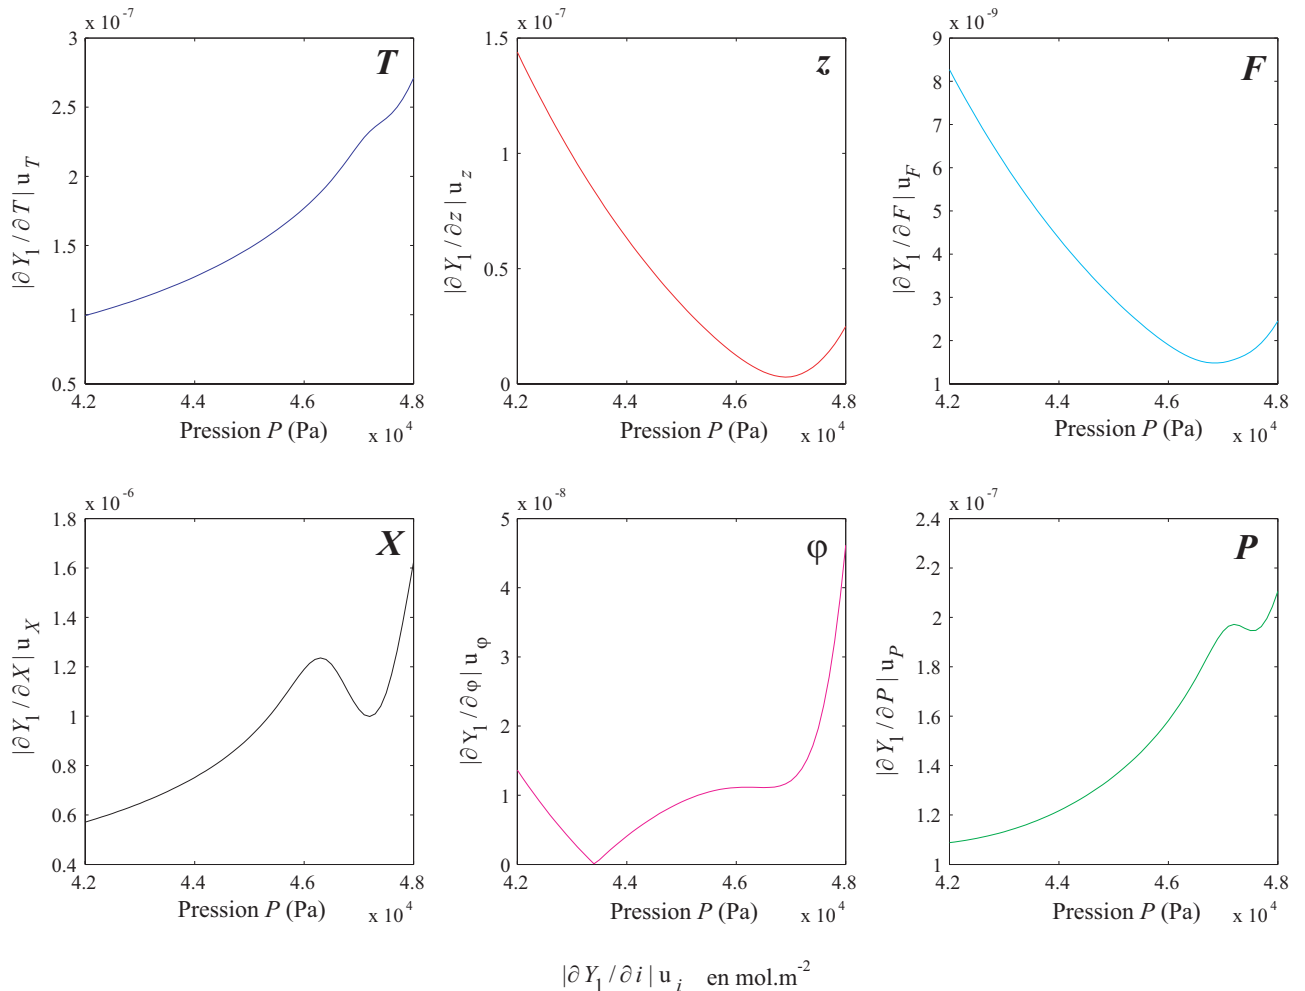 x 10-7
T
3
2.5
2
1.5
1
0.5
4.2 4.4 4.6 4.8
Pression P (Pa) x 10 4
|∂Y1/∂T| uT
x 10-7
z
1.5
1
0.5
0
4.2 4.4 4.6 4.8
Pression P (Pa) x 10 4
|∂Y1/∂z| uz
x 10-9
F
9
8
7
6
5
4
3
2
1
4.2 4.4 4.6 4.8
Pression P (Pa) x 10 4
|∂Y1/∂F| uF
x 10-6
X
1.8
1.6
1.4
1.2
1
0.8
0.6
0.4
4.2 4.4 4.6 4.8
Pression P (Pa) x 10 4
|∂Y1/∂X| uX
x 10-8
φ
5
4
3
2
1
0
4.2 4.4 4.6 4.8
Pression P (Pa) x 10 4
|∂Y1/∂φ| uφ
x 10-7
P
2.4
2.2
2
1.8
1.6
1.4
1.2
1
4.2 4.4 4.6 4.8
Pression P (Pa) x 10 4
|∂Y1/∂P| uP
|∂Y1/∂i| ui en mol.m-2